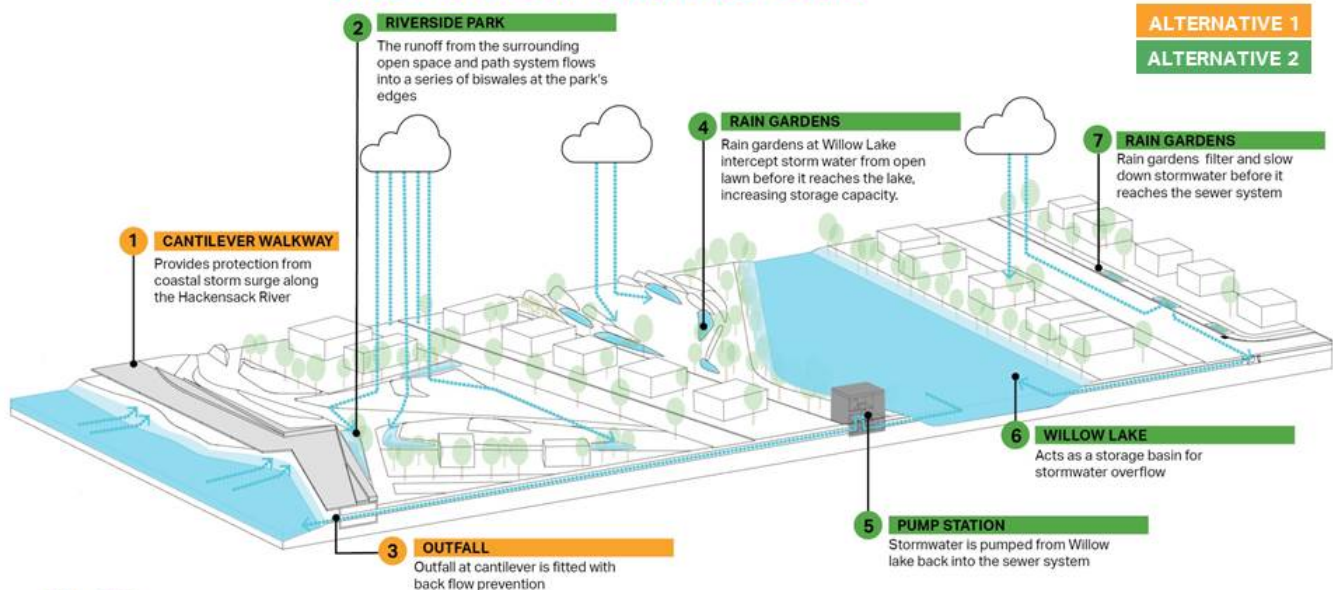 ALTERNATIVE 1
ALTERNATIVE 2
2 RIVERSIDE PARK
The runoff from the surrounding
open space and path system flows
into a series of biswales at the park's
edges
4 RAIN GARDENS
Rain gardens at Willow Lake
intercept storm water from open
lawn before it reaches the lake,
increasing storage capacity.
7 RAIN GARDENS
Rain gardens filter and slow
down stormwater before it
reaches the sewer system
1 CANTILEVER WALKWAY
Provides protection from
coastal storm surge along
the Hackensack River
6 WILLOW LAKE
Acts as a storage basin for
stormwater overflow
5 PUMP STATION
Stormwater is pumped from Willow
lake back into the sewer system
3 OUTFALL
Outfall at cantilever is fitted with
back flow prevention